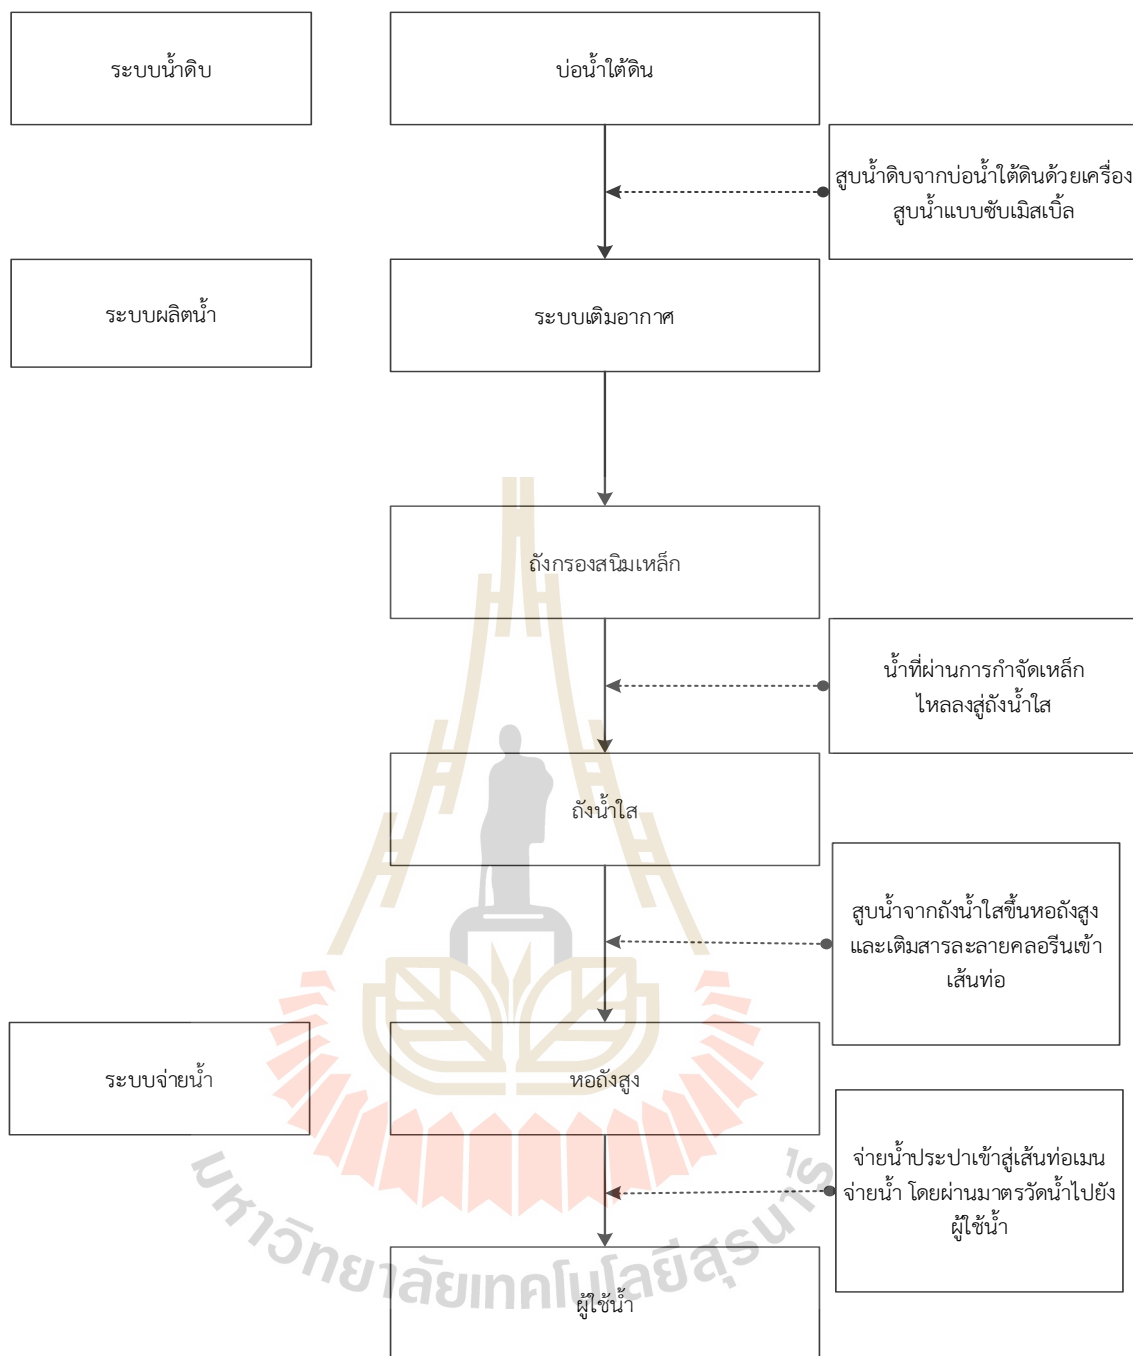 ระบบน้ำดิบ
บ่อน้ำใต้ดิน
สูบน้ำดิบจากบ่อน้ำใต้ดินด้วยเครื่อง
สูบน้ำแบบซับเมิสเบิ้ล
ระบบผลิตน้ำ
ระบบเติมอากาศ
ถังกรองสนิมเหล็ก
น้ำที่ผ่านการกำจัดเหล็ก
ไหลลงสู่ถังน้ำใส
ถังน้ำใส
สูบน้ำจากถังน้ำใสขึ้นหอถังสูง
และเติมสารละลายคลอรีนเข้า
เส้นท่อ
ระบบจ่ายน้ำ
หอถังสูง
จ่ายน้ำประปาเข้าสู่เส้นท่อเมน
จ่ายน้ำ โดยผ่านมาตรวัดน้ำไปยัง
ผู้ใช้น้ำ
ผู้ใช้น้ำ
มหาวิทยาลัยเทคโนโลยีสุรนารี